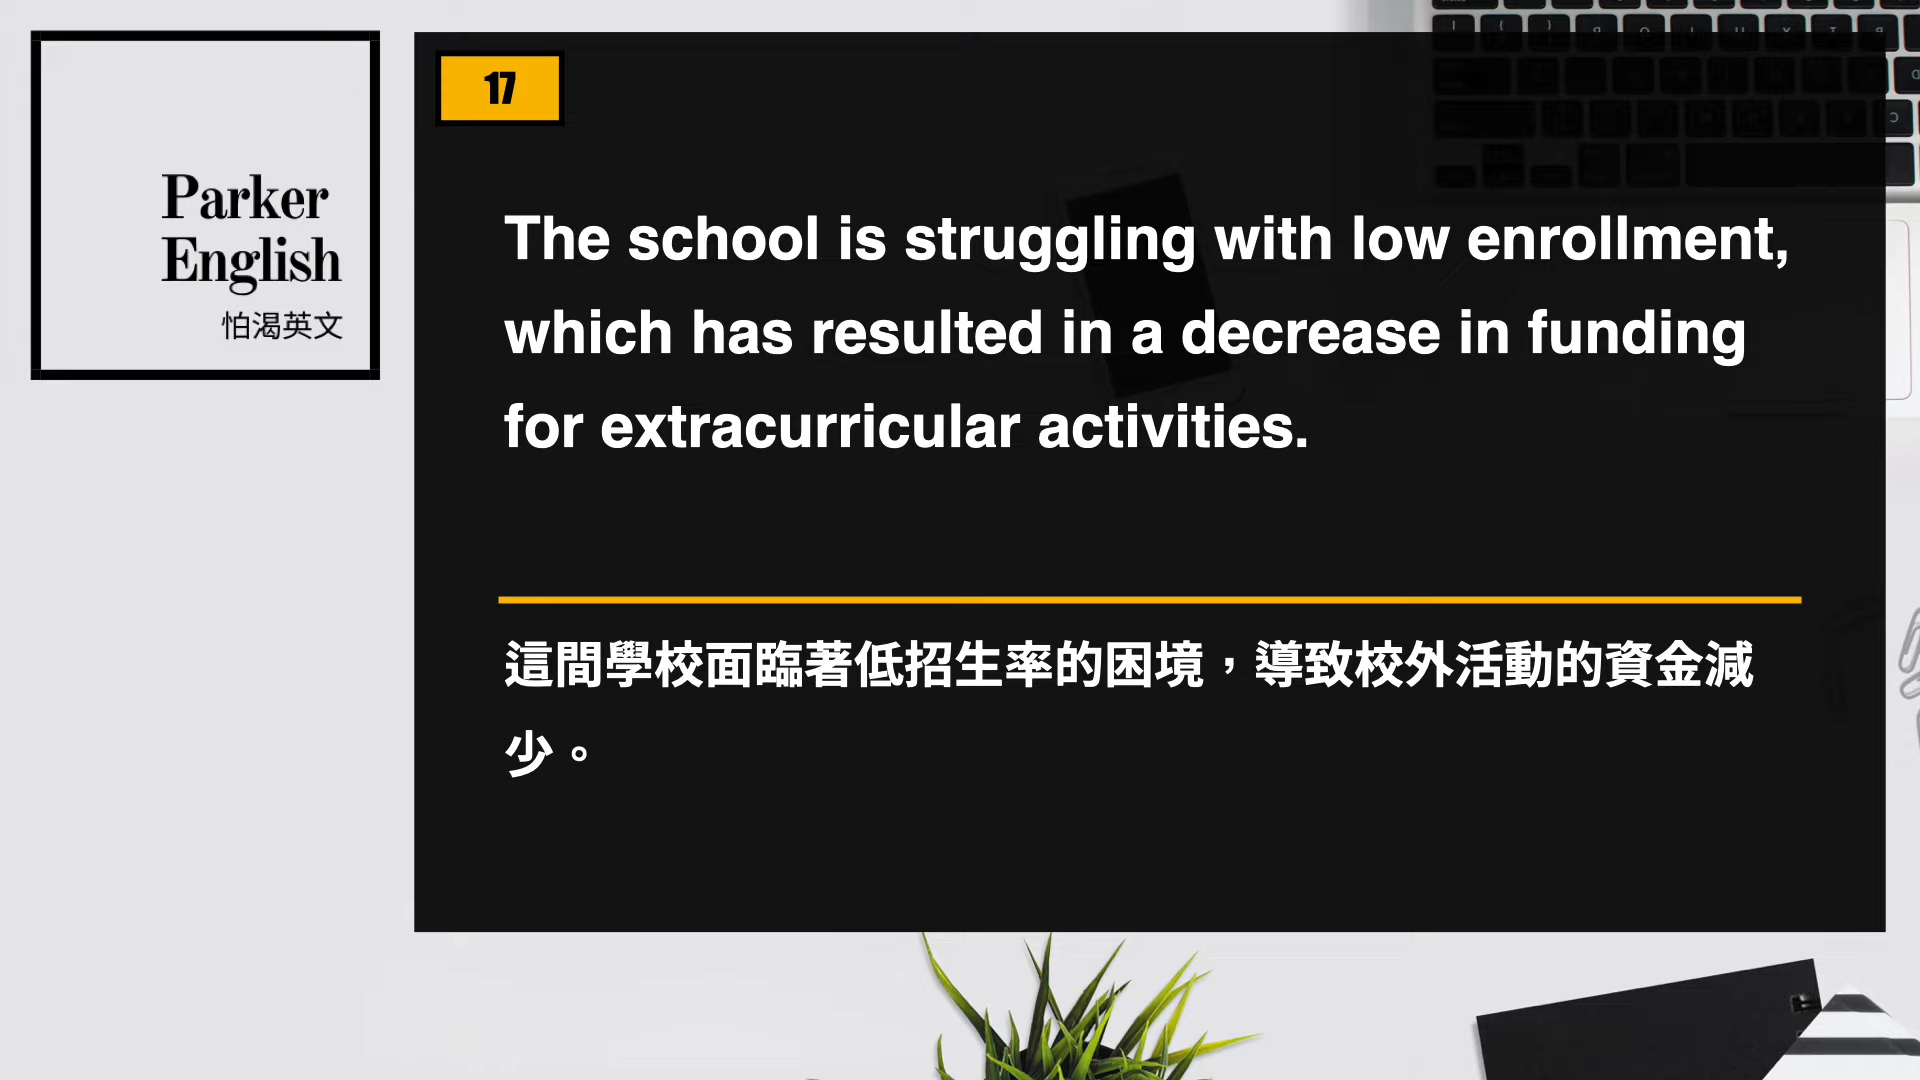 Parker
English
怕渴英文
17
The school is struggling with low enrollment,
which has resulted in a decrease in funding
for extracurricular activities.
這間學校面臨著低招生率的困境，導致校外活動的資金減
少。